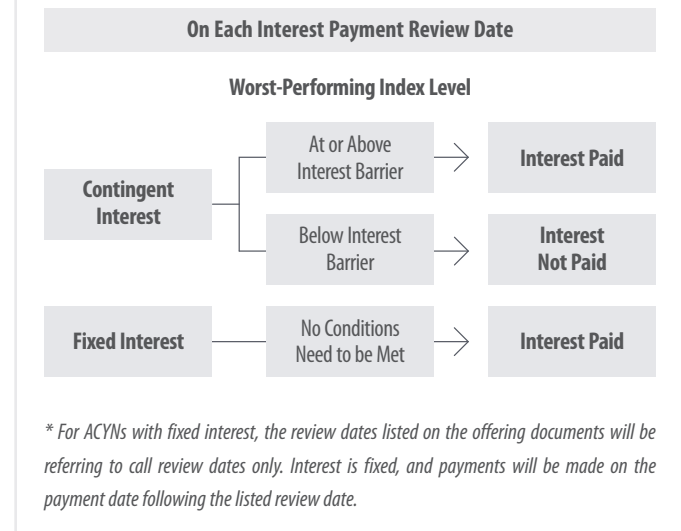 On Each Interest Payment Review Date
Worst-Performing Index Level
Contingent
Interest
At or Above
Interest Barrier
Interest Paid
Below Interest
Barrier
Interest
Not Paid
Fixed Interest
No Conditions
Need to be Met
Interest Paid
* For ACYNs with fixed interest, the review dates listed on the offering documents will be
referring to call review dates only. Interest is fixed, and payments will be made on the
payment date following the listed review date.